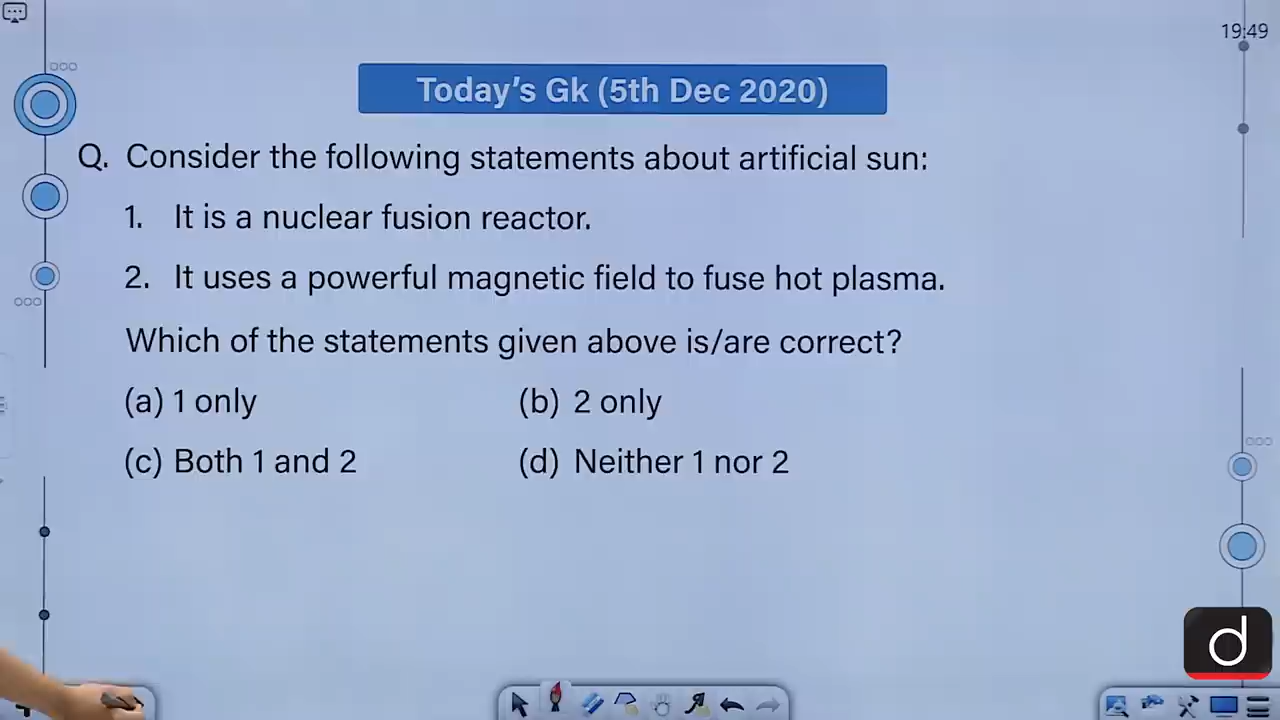 19:49
Today's Gk (5th Dec 2020)
Q. Consider the following statements about artificial sun:
1. It is a nuclear fusion reactor.
2. It uses a powerful magnetic field to fuse hot plasma.
Which of the statements given above is/are correct?
(a) 1 only (b) 2 only
(c) Both 1 and 2 (d) Neither 1 nor 2
d